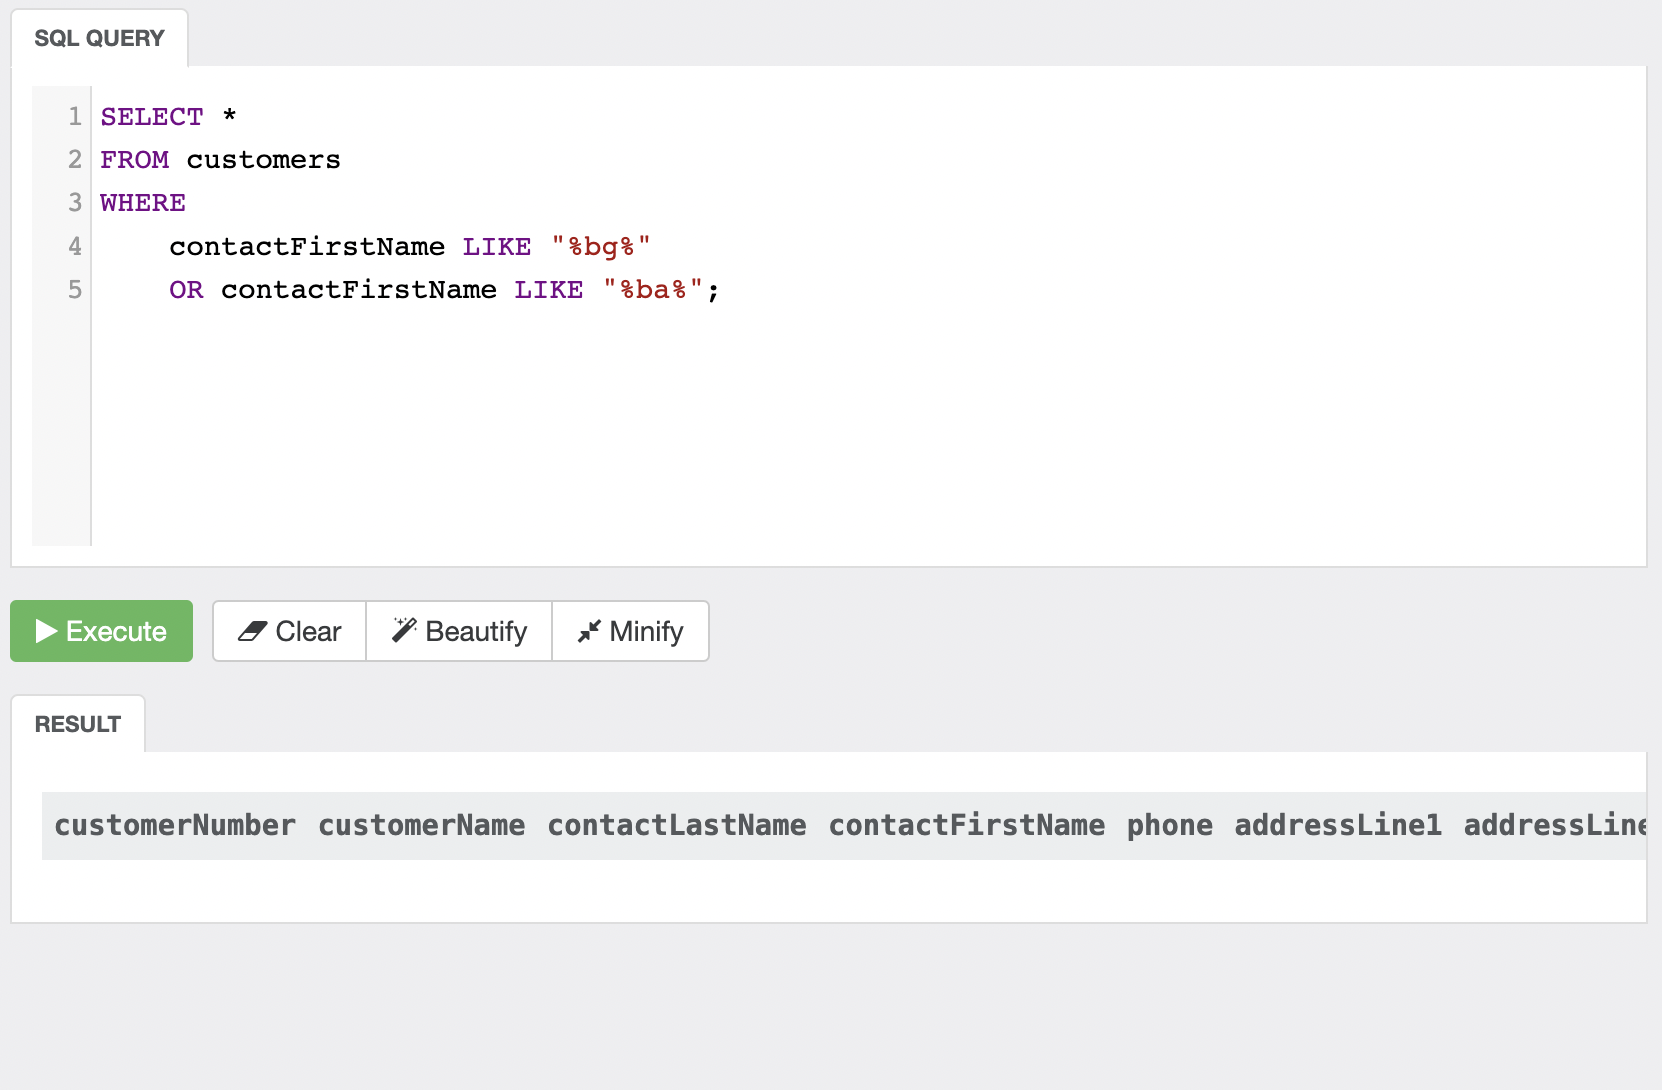 SQL QUERY
1 SELECT *
2 FROM customers
3 WHERE
4     contactFirstName LIKE "%bg%"
5     OR contactFirstName LIKE "%ba%";
Execute Clear Beautify Minify
RESULT
customerNumber customerName contactLastName contactFirstName phone addressLine1 addressLine